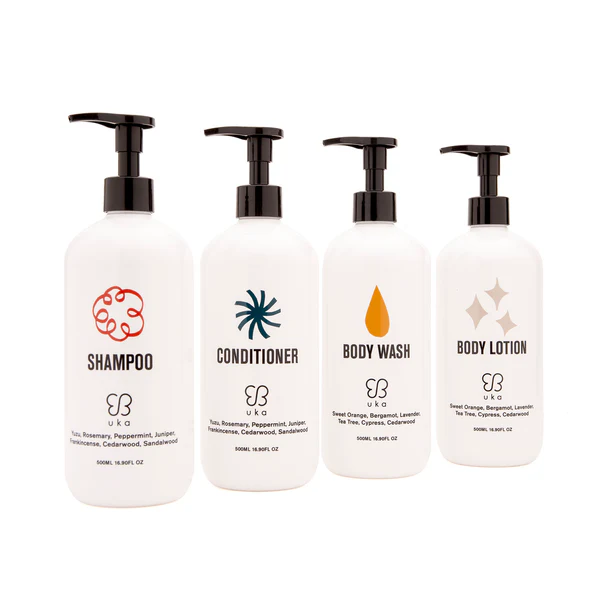 SHAMPOO
uka
Yuzu, Rosemary, Peppermint, Juniper,
Frankincense, Cedarwood, Sandalwood
500ML 16.90FL OZ
CONDITIONER
uka
Yuzu, Rosemary, Peppermint, Juniper,
Frankincense, Cedarwood, Sandalwood
500ML 16.90FL OZ
BODY WASH
uka
Sweet Orange, Bergamot, Lavender,
Tea Tree, Cypress, Cedarwood
500ML 16.90FL OZ
BODY LOTION
uka
Sweet Orange, Bergamot, Lavender,
Tea Tree, Cypress, Cedarwood
500ML 16.90FL OZ